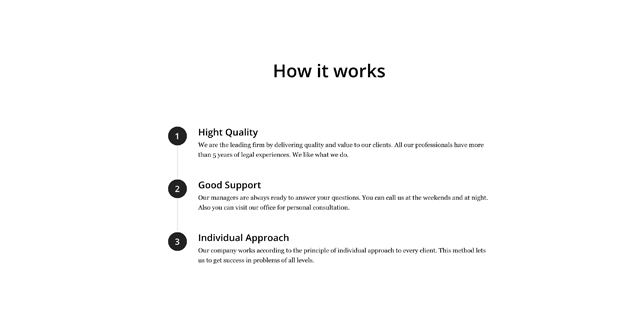 How it works
1
Hight Quality
We are the leading firm by delivering quality and value to our clients. All our professionals have more
than 5 years of legal experiences. We like what we do.
2
Good Support
Our managers are always ready to answer your questions. You can call us at the weekends and at night.
Also you can visit our office for personal consultation.
3
Individual Approach
Our company works according to the principle of individual approach to every client. This method lets
us to get success in problems of all levels.